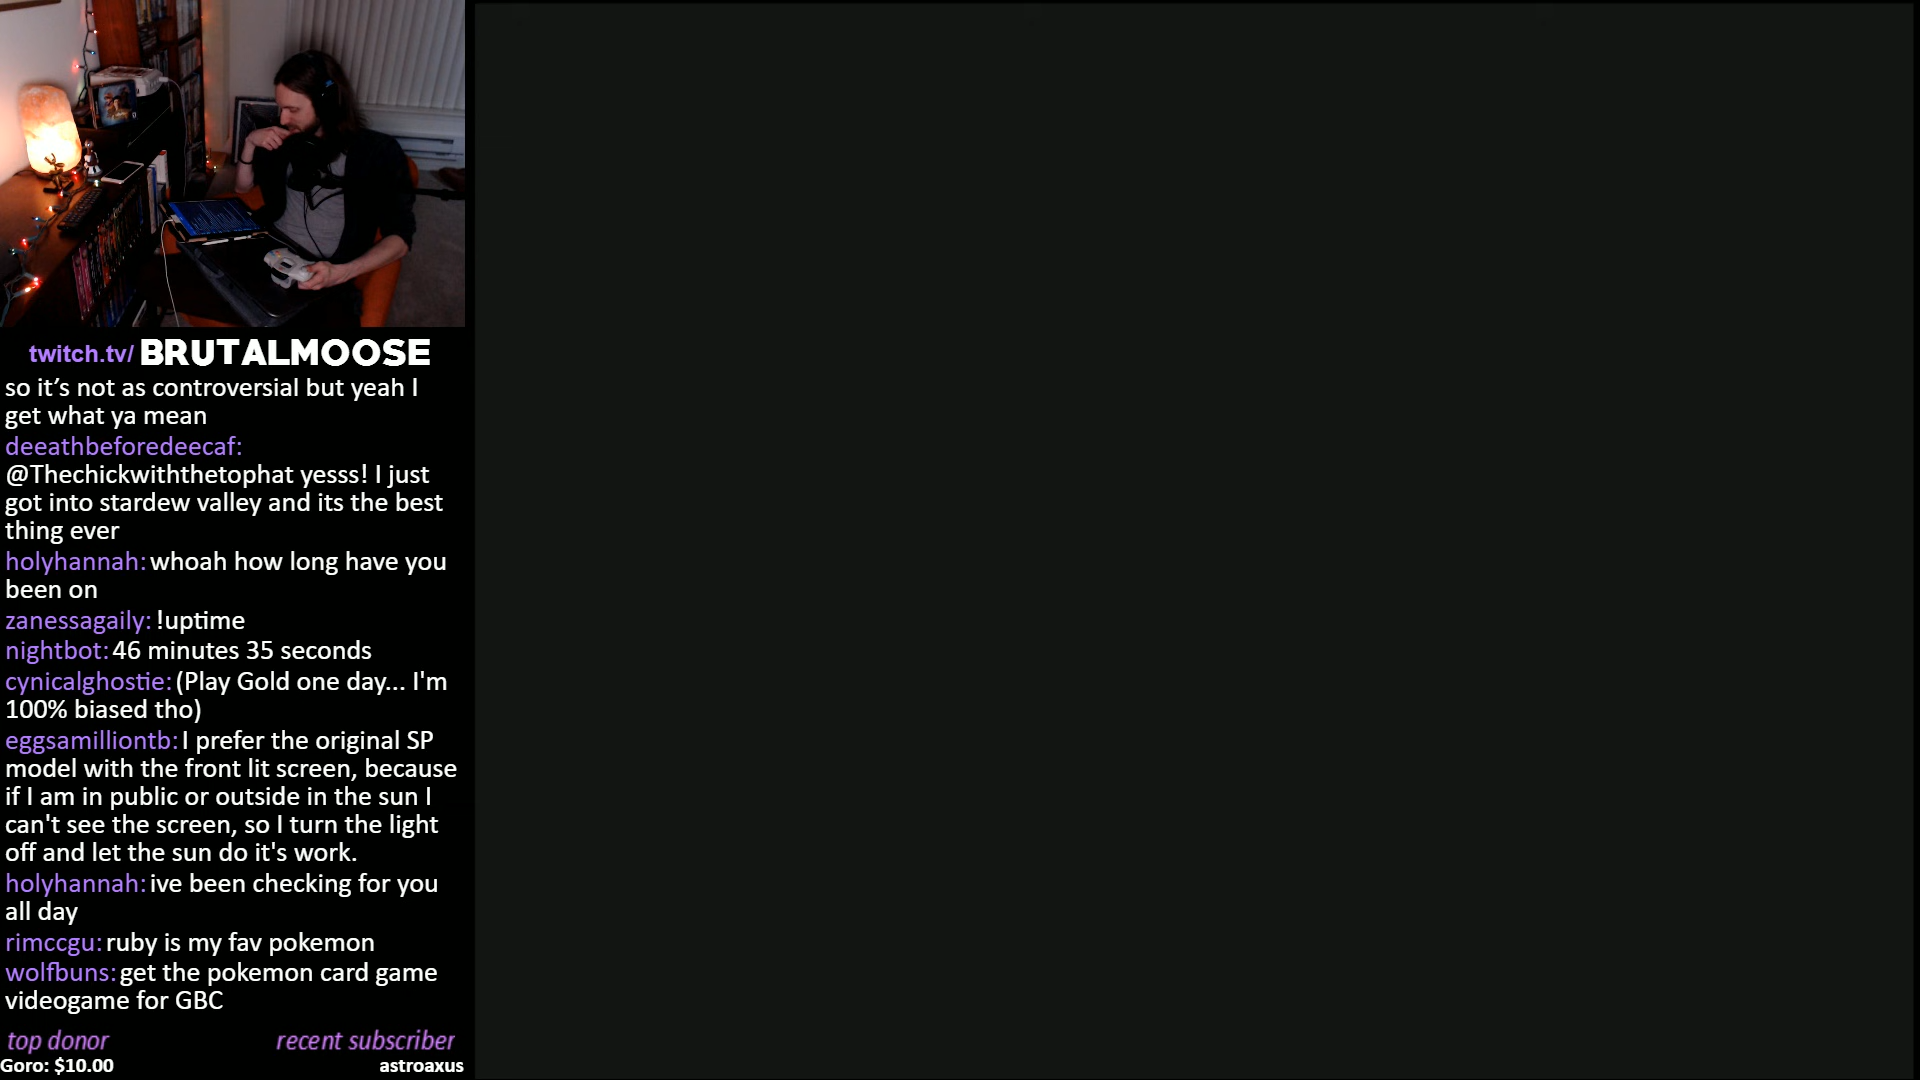 twitch.tv/ BRUTALMOOSE
so it’s not as controversial but yeah I
get what ya mean
deeathbeforedeecaf:
@Thechickwiththetophat yesss! I just
got into stardew valley and its the best
thing ever
holyhannah: whoah how long have you
been on
zanessagaily: !uptime
nightbot: 46 minutes 35 seconds
cynicalghostie: (Play Gold one day... I'm
100% biased tho)
eggsamilliontb: I prefer the original SP
model with the front lit screen, because
if I am in public or outside in the sun I
can't see the screen, so I turn the light
off and let the sun do it's work.
holyhannah: ive been checking for you
all day
rimccgu: ruby is my fav pokemon
wolfbuns: get the pokemon card game
videogame for GBC
top donor recent subscriber
Goro: $10.00 astroaxus